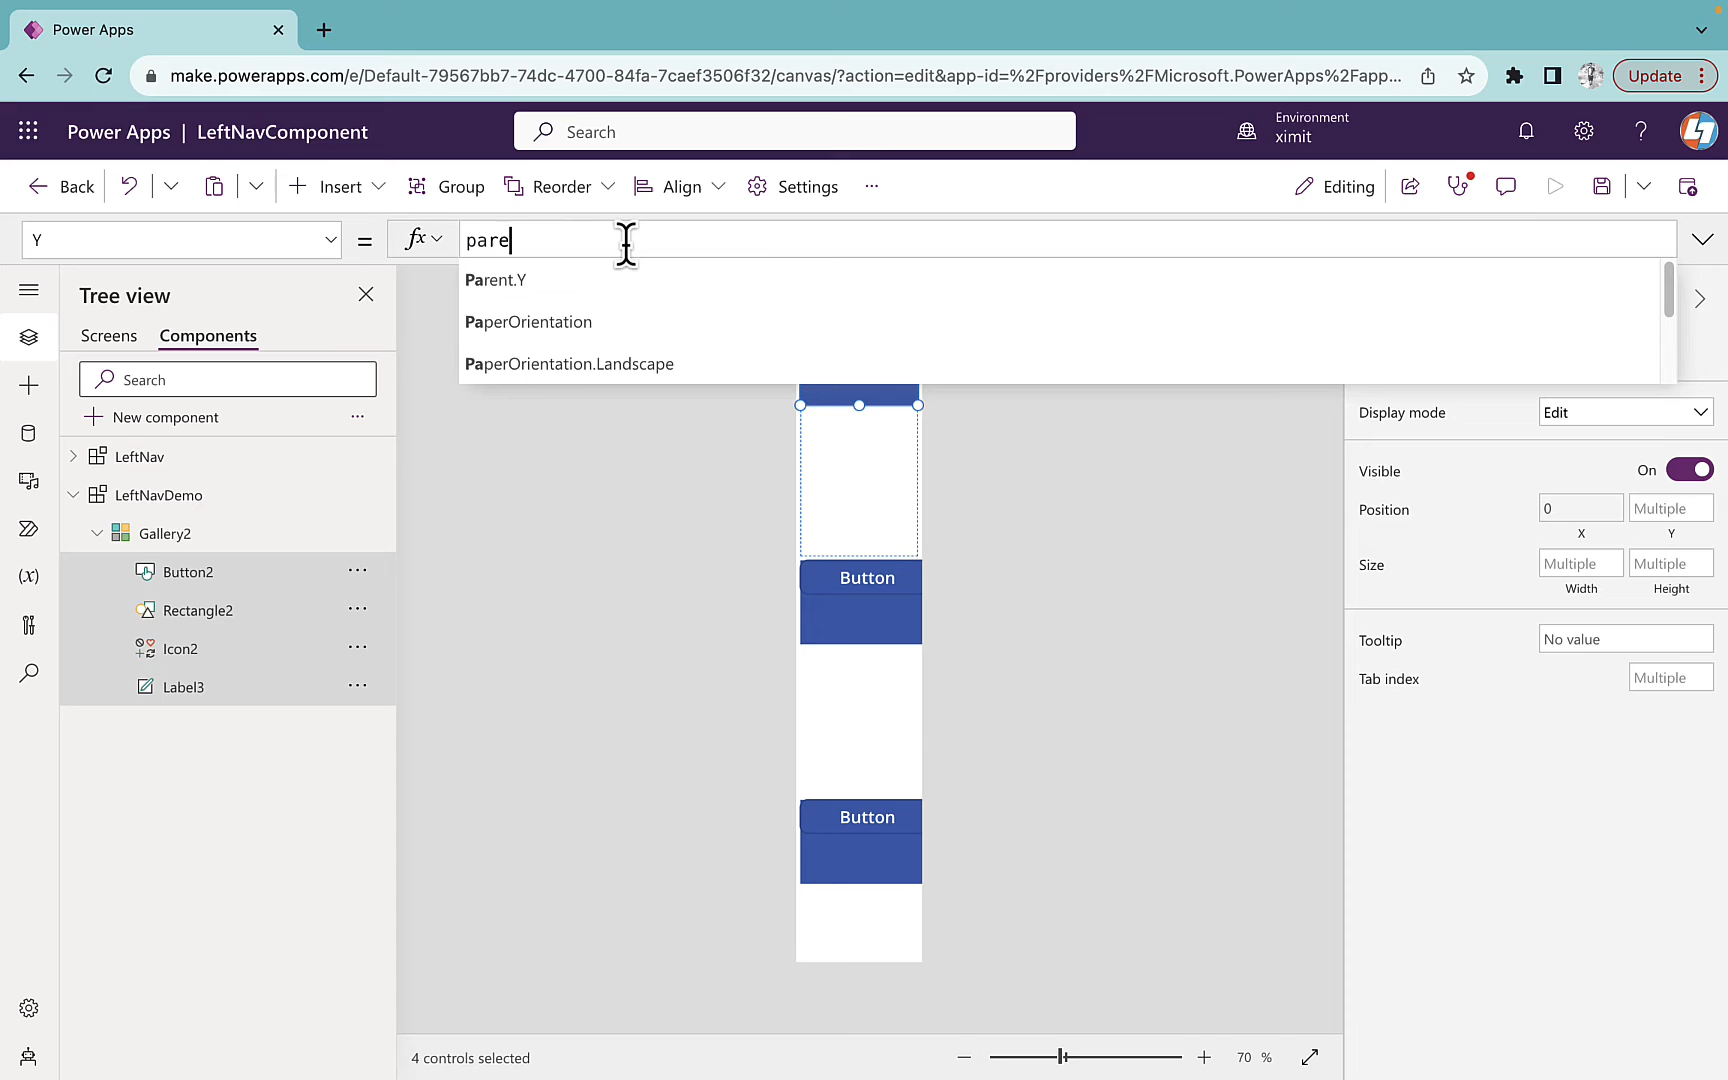 Power Apps
make.powerapps.com/e/Default-79567bb7-74dc-4700-84fa-7caef3506f32/canvas/?action=edit&app-id=%2Fproviders%2FMicrosoft.PowerApps%2Fapp...
Update
Power Apps | LeftNavComponent
Search
Environment
ximit
Back
Insert
Group
Reorder
Align
Settings
Editing
Y
=
fx
pare
Parent.Y
PaperOrientation
PaperOrientation.Landscape
Tree view
Screens
Components
Search
New component
LeftNav
LeftNavDemo
Gallery2
Button2
Rectangle2
Icon2
Label3
Button
Button
Display mode
Edit
Visible
On
Position
0
Multiple
X
Y
Size
Multiple
Multiple
Width
Height
Tooltip
No value
Tab index
Multiple
4 controls selected
70 %